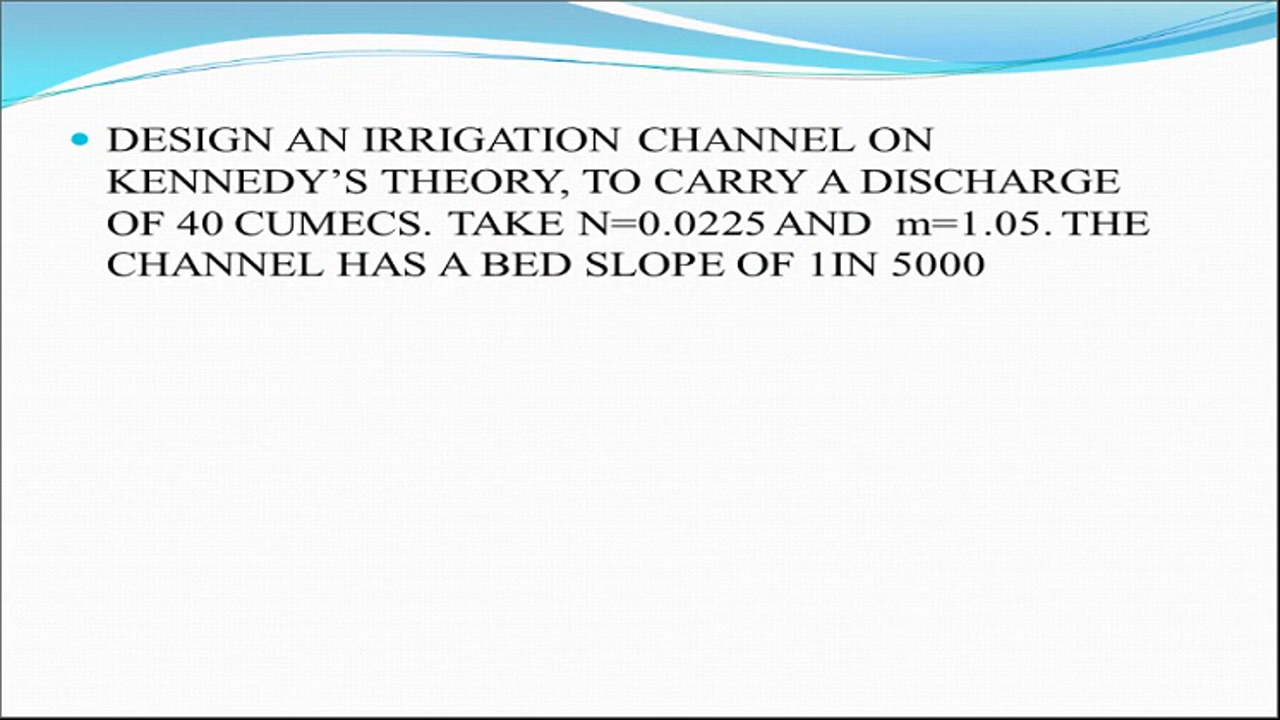 DESIGN AN IRRIGATION CHANNEL ON
KENNEDY’S THEORY, TO CARRY A DISCHARGE
OF 40 CUMECS. TAKE N=0.0225 AND m=1.05. THE
CHANNEL HAS A BED SLOPE OF 1IN 5000